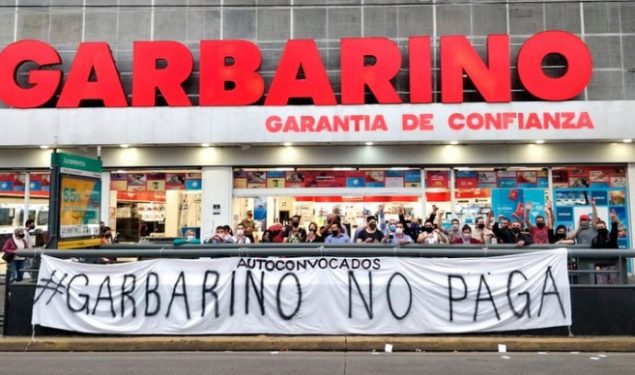 GARBARINO
GARANTIA DE CONFIANZA
AUTOCONVOCADOS
#GARBARINO NO PAGA